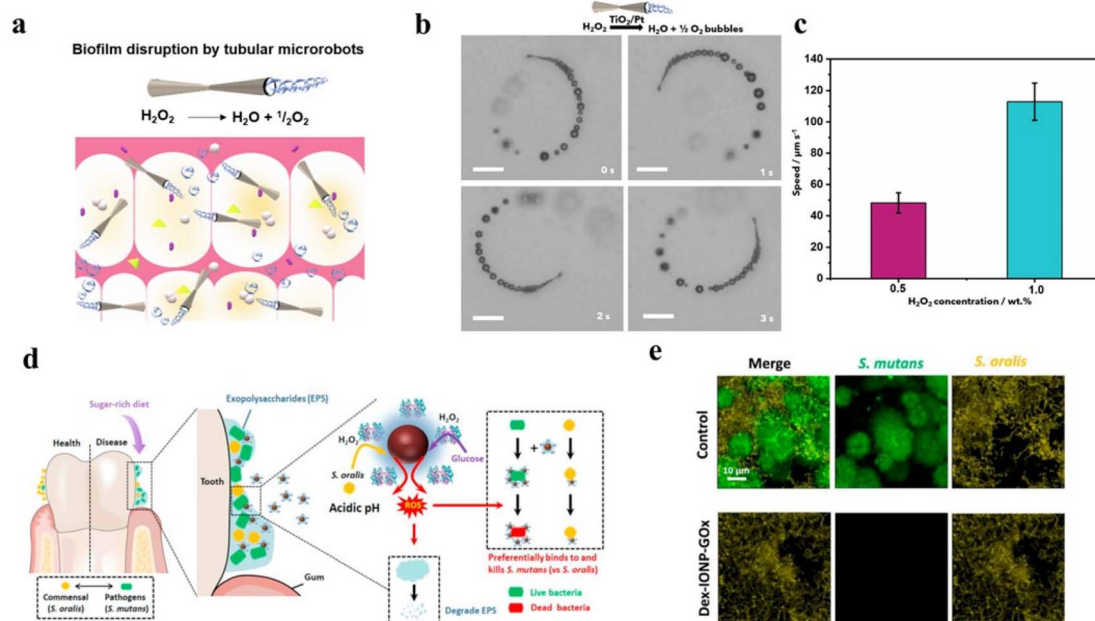 a
Biofilm disruption by tubular microrobots
H₂O₂ → H₂O + ¹/₂O₂
b
H₂O₂ TiO₂/Pt H₂O + ½ O₂ bubbles
0 s
1 s
2 s
3 s
c
Speed / μm s⁻¹
140
120
100
80
60
40
20
0
0.5
1.0
H₂O₂ concentration / wt.%
d
Sugar-rich diet
Health
Disease
Commensal
(S. oralis)
Pathogens
(S. mutans)
Exopolysaccharides (EPS)
Tooth
Gum
H₂O₂
H₂O₂
S. oralis
Glucose
Acidic pH
ROS
Degrade EPS
+
Preferentially binds to and
kills S. mutans (vs S. oralis)
Live bacteria
Dead bacteria
e
Merge
S. mutans
S. oralis
Control
10 μm
Dex-IONP-GOx